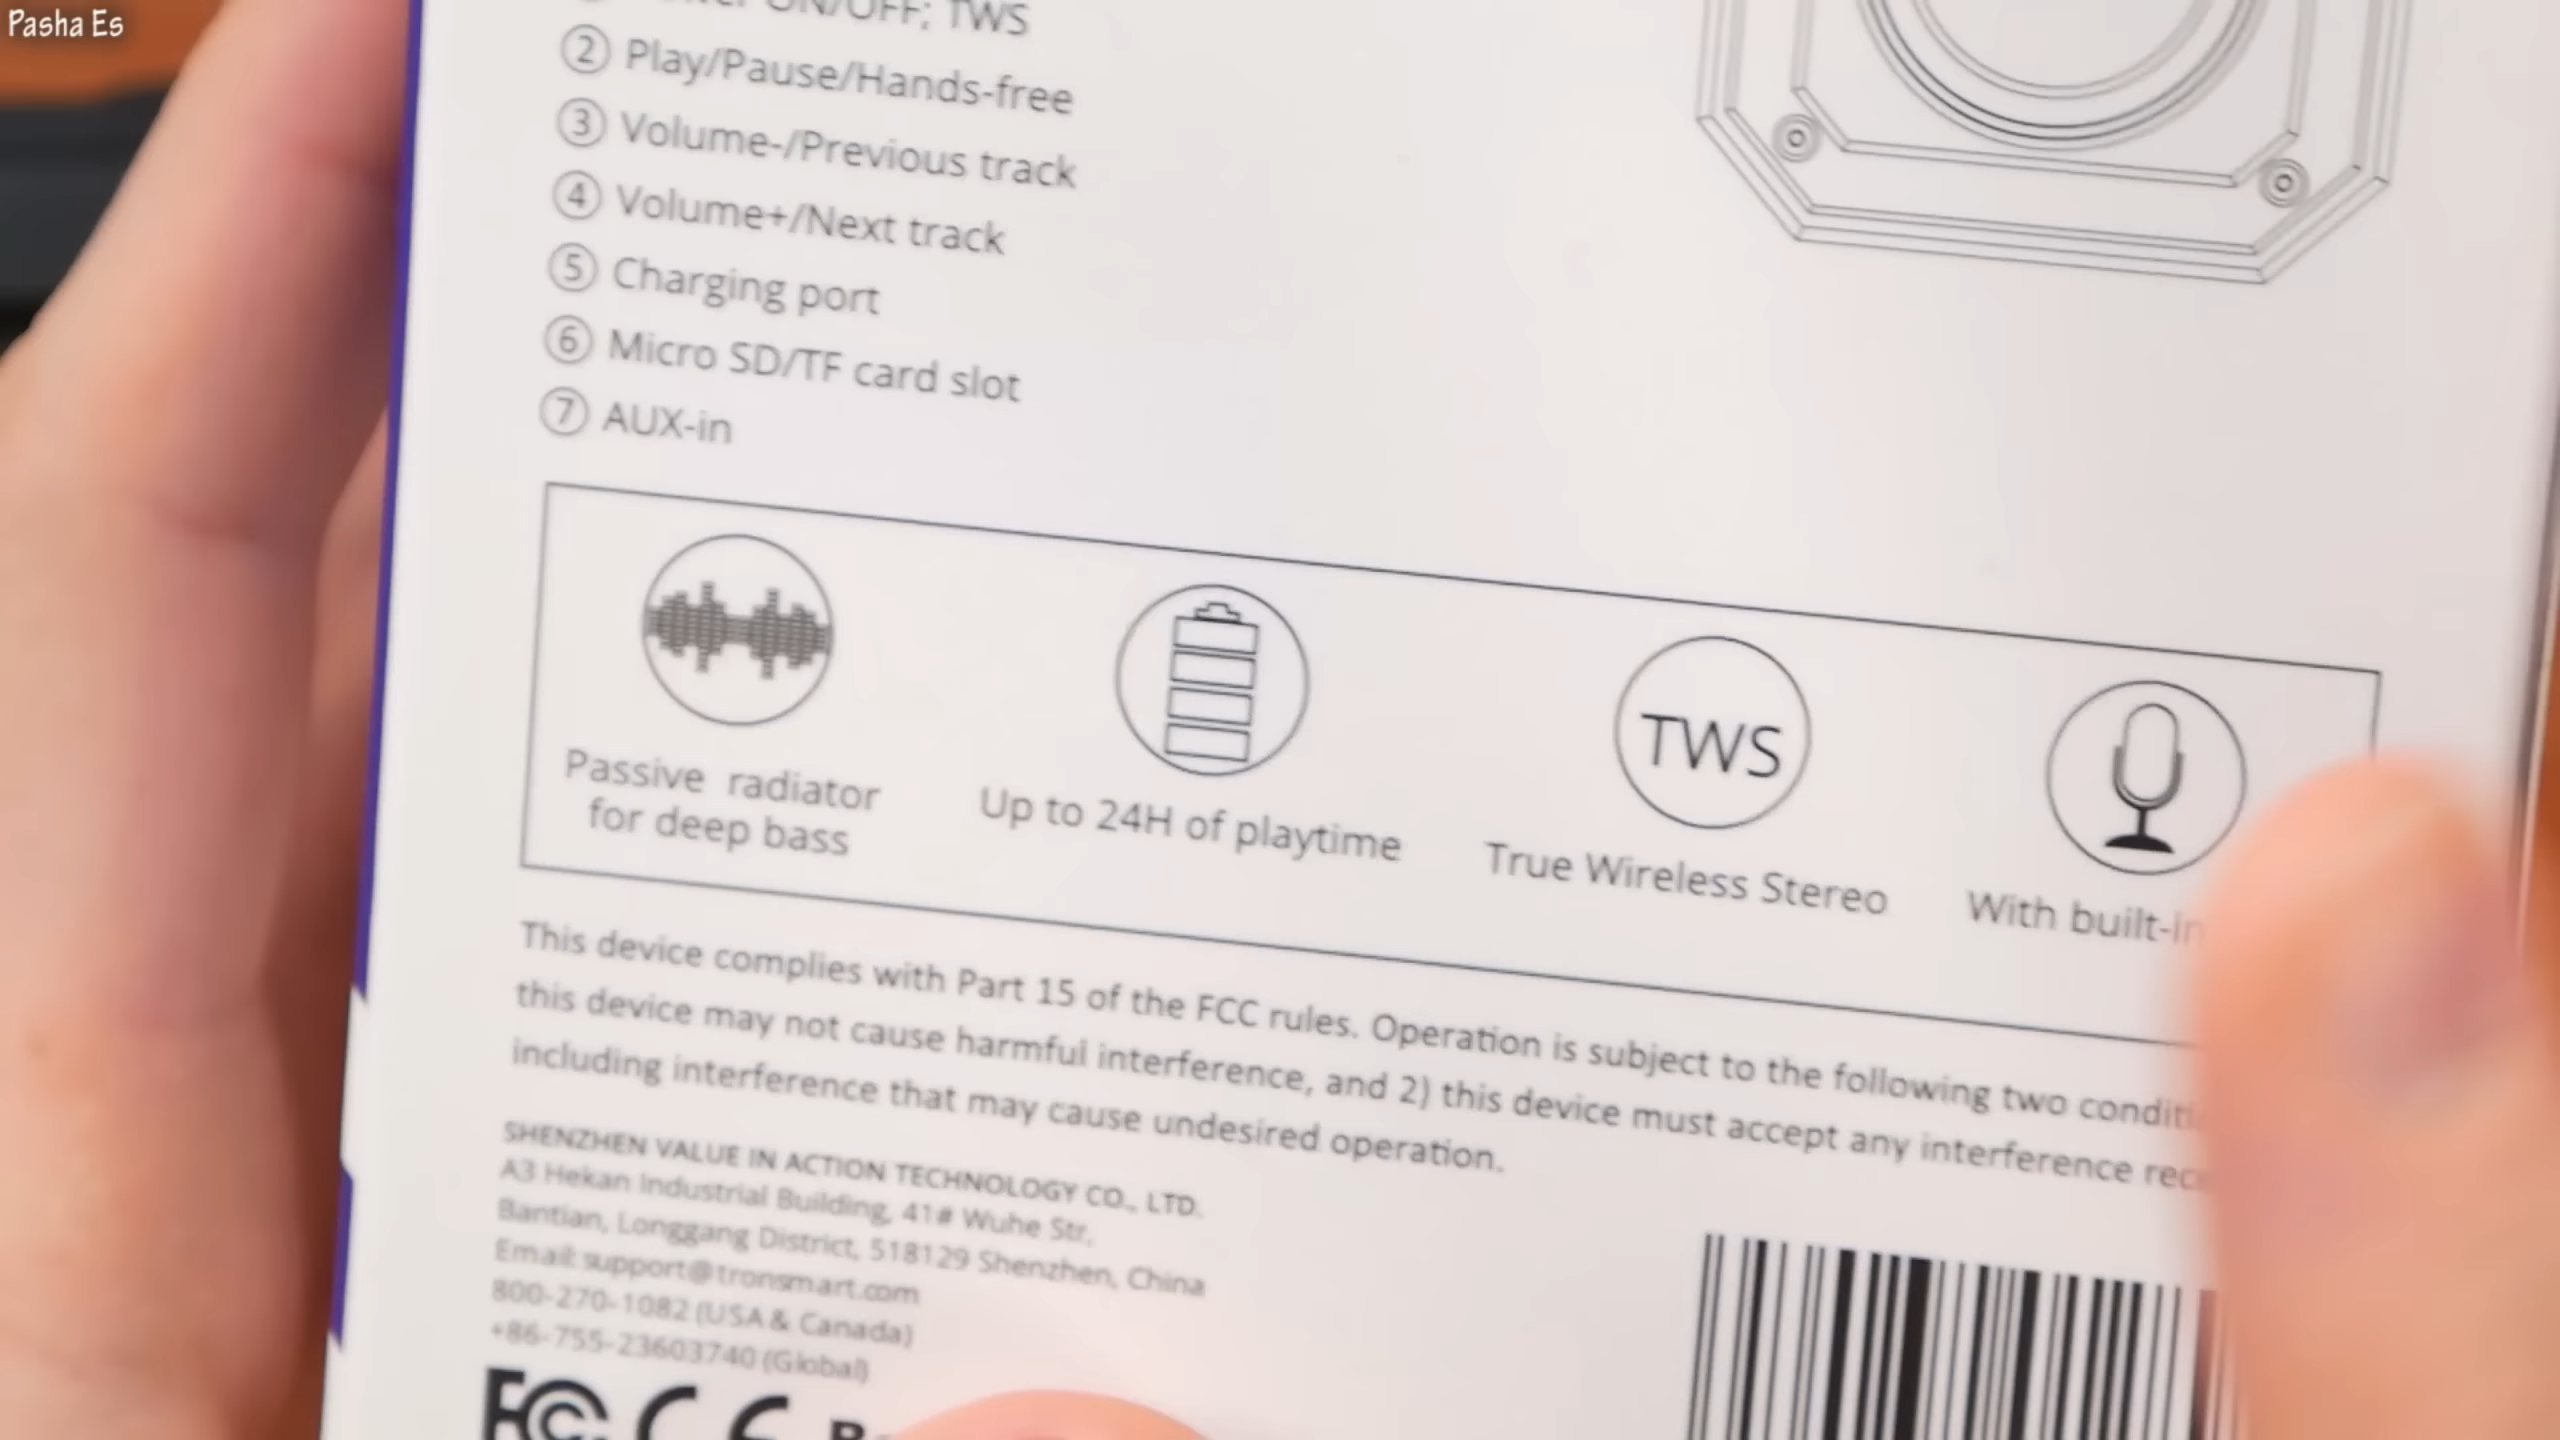 Pasha Es
ON/OFF; TWS
② Play/Pause/Hands-free
③ Volume-/Previous track
④ Volume+/Next track
⑤ Charging port
⑥ Micro SD/TF card slot
⑦ AUX-in
Passive radiator
for deep bass
Up to 24H of playtime
TWS
True Wireless Stereo
With built-in
This device complies with Part 15 of the FCC rules. Operation is subject to the following two
this device may not cause harmful interference, and 2) this device must accept any interference
including interference that may cause undesired operation.
SHENZHEN VALUE IN ACTION TECHNOLOGY CO., LTD.
A3 Hekan Industrial Building, 41# Wuhe Str,
Bantian, Longgang District, 518129 Shenzhen, China
Email: support@tronsmart.com
800-270-1082 (USA & Canada)
+86-755-23603740 (Global)
FC CE